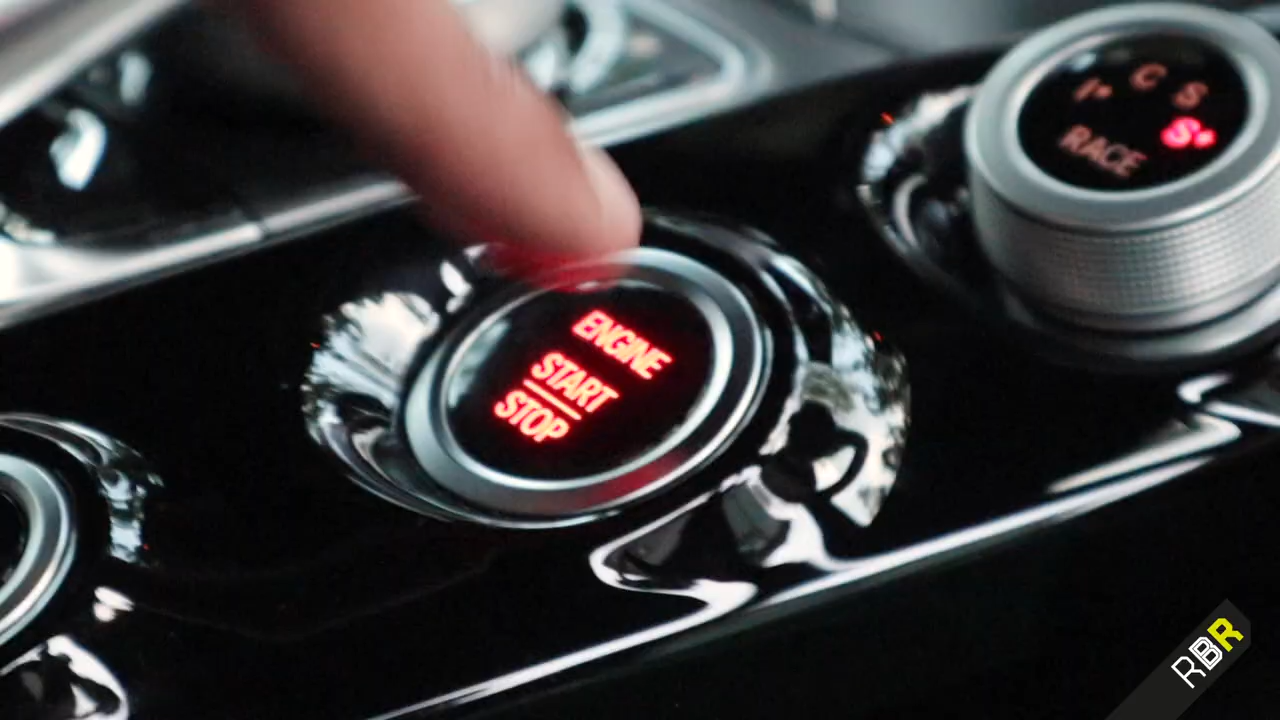 ENGINE
START
STOP
C
S
I+
S+
RACE
RBR